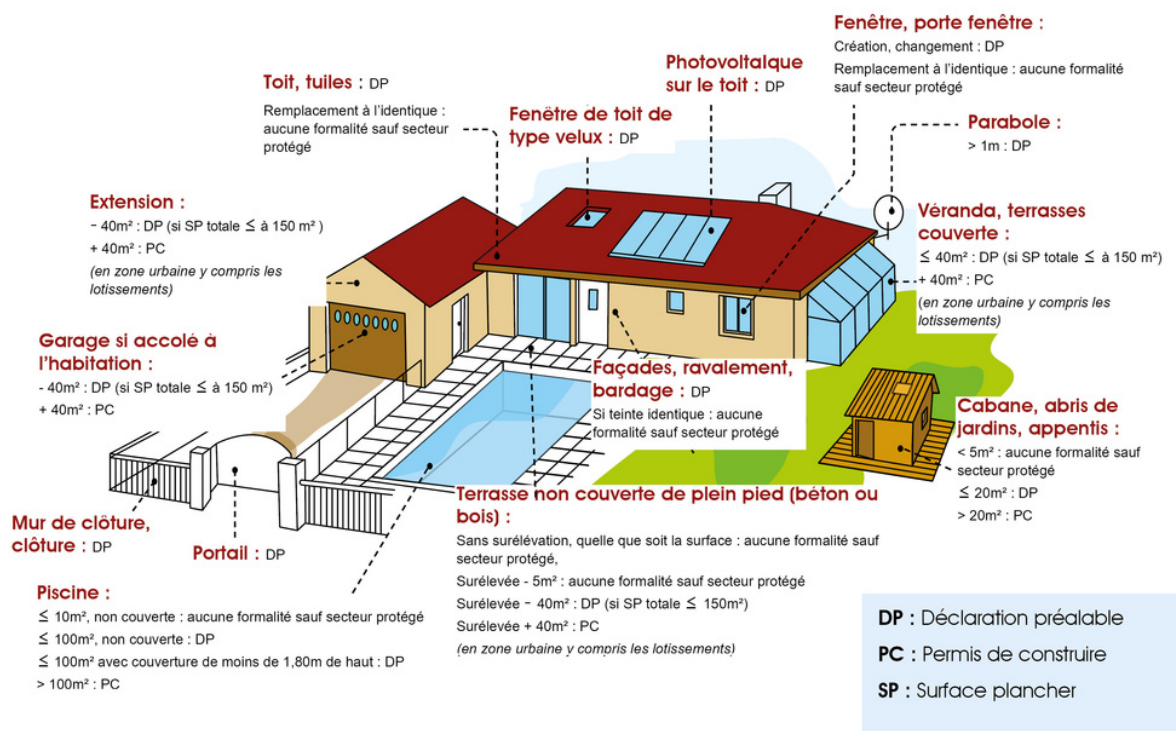 Fenêtre, porte fenêtre :
Création, changement : DP
Remplacement à l'identique : aucune formalité
sauf secteur protégé
Photovoltaïque
sur le toit : DP
Toit, tuiles : DP
Remplacement à l'identique :
aucune formalité sauf secteur
protégé
Fenêtre de toit de
type velux : DP
Parabole :
> 1m : DP
Extension :
- 40m² : DP (si SP totale ≤ à 150 m² )
+ 40m² : PC
(en zone urbaine y compris les
lotissements)
Véranda, terrasses
couverte :
≤ 40m² : DP (si SP totale ≤ à 150 m²)
+ 40m² : PC
(en zone urbaine y compris les
lotissements)
Garage si accolé à
l'habitation :
- 40m² : DP (si SP totale ≤ à 150 m²)
+ 40m² : PC
Façades, ravalement,
bardage : DP
Si teinte identique : aucune
formalité sauf secteur protégé
Cabane, abris de
jardins, appentis :
< 5m² : aucune formalité sauf
secteur protégé
≤ 20m² : DP
> 20m² : PC
Mur de clôture,
clôture : DP
Portail : DP
Terrasse non couverte de plein pied (béton ou
bois) :
Sans surélévation, quelle que soit la surface : aucune formalité sauf
secteur protégé,
Surélevée - 5m² : aucune formalité sauf secteur protégé
Surélevée - 40m² : DP (si SP totale ≤ 150m²)
Surélevée + 40m² : PC
(en zone urbaine y compris les lotissements)
Piscine :
≤ 10m², non couverte : aucune formalité sauf secteur protégé
≤ 100m², non couverte : DP
≤ 100m² avec couverture de moins de 1,80m de haut : DP
> 100m² : PC
DP : Déclaration préalable
PC : Permis de construire
SP : Surface plancher